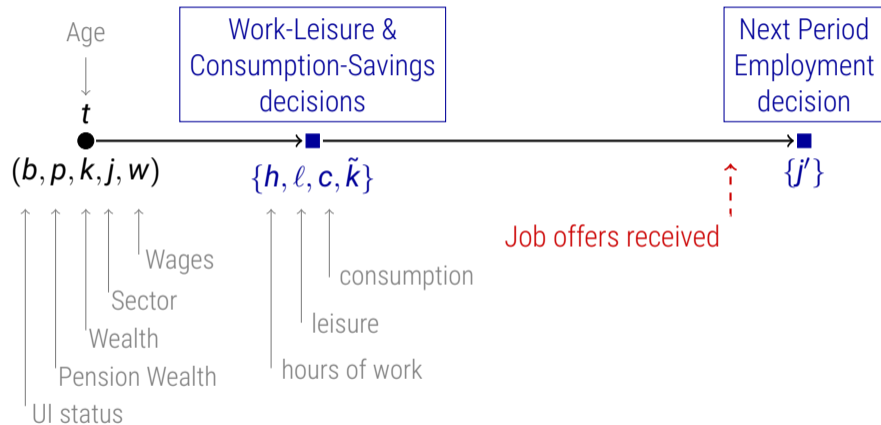 Age
Work-Leisure &
Consumption-Savings
decisions
Next Period
Employment
decision
t
(b, p, k, j, w)
{h, ℓ, c, k̃}
{j′}
Job offers received
Wages
Sector
Wealth
Pension Wealth
UI status
consumption
leisure
hours of work